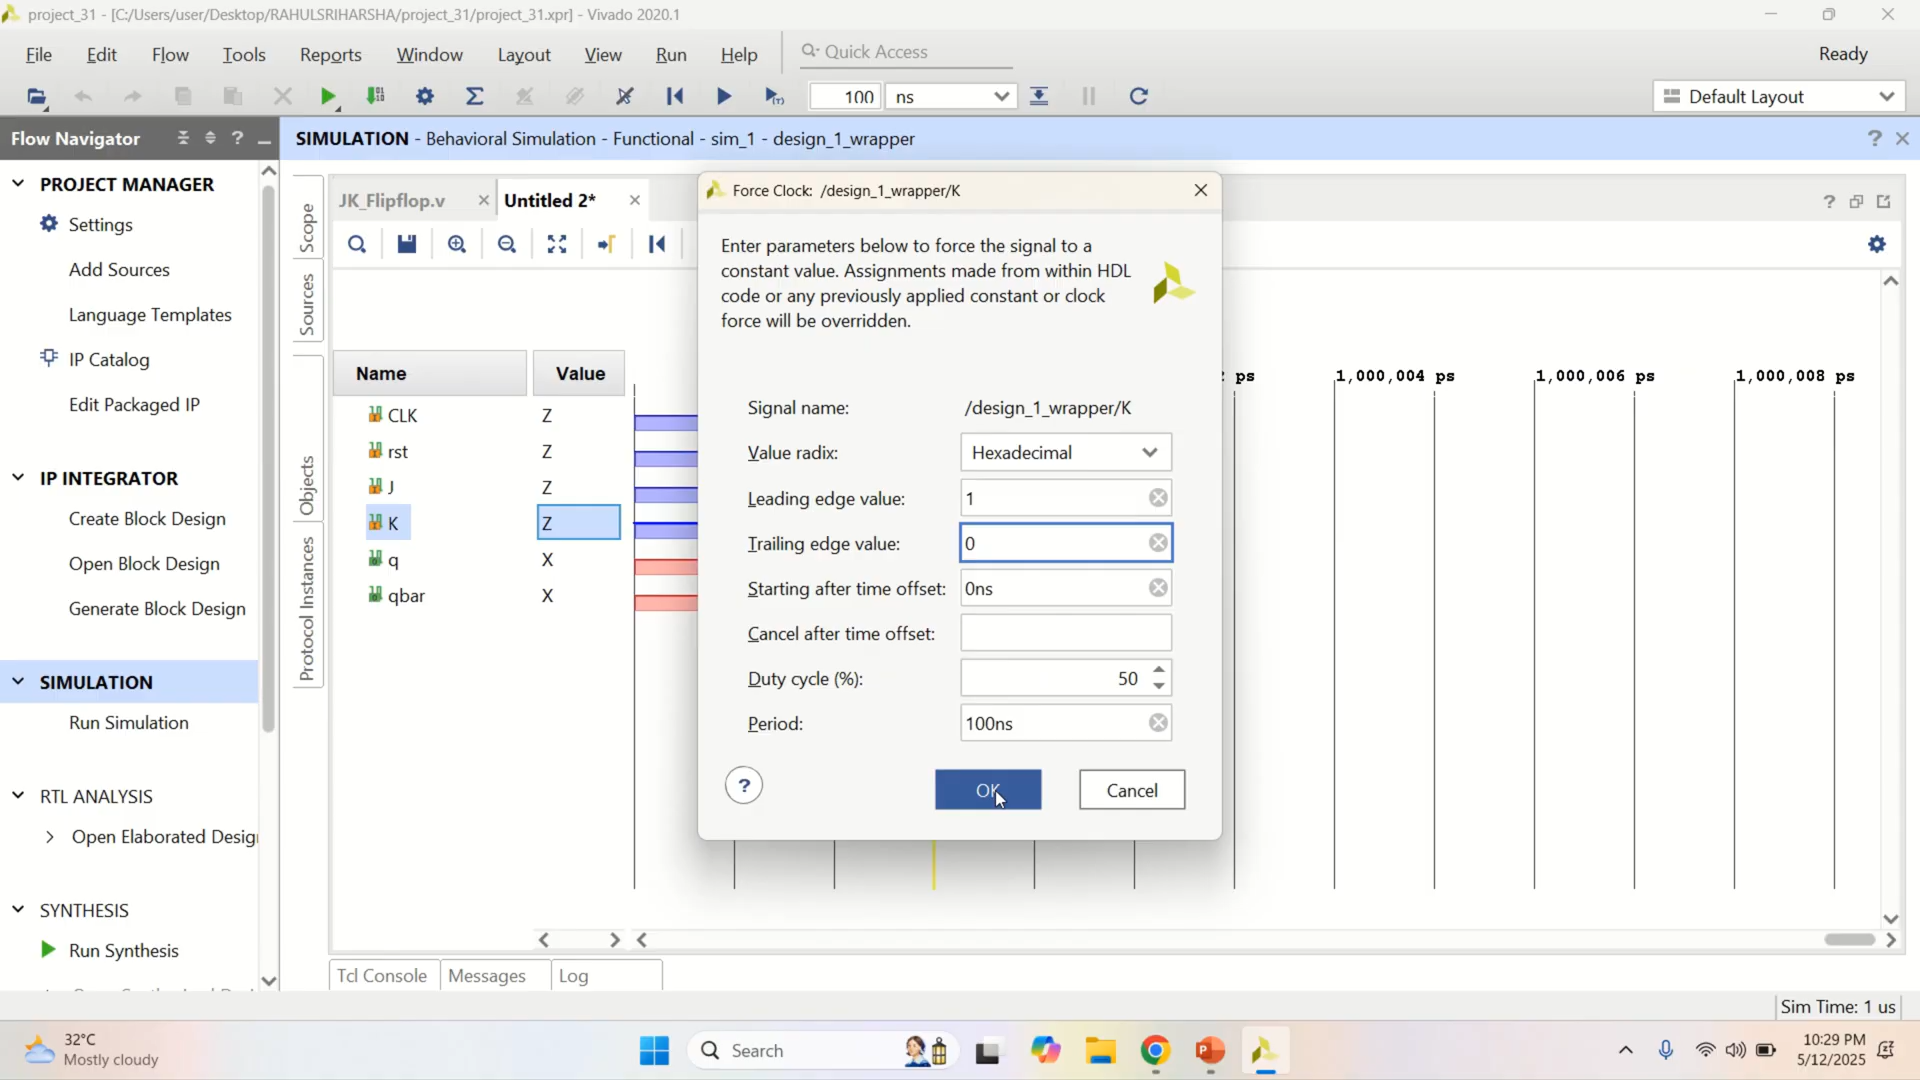 project_31 - [C:/Users/user/Desktop/RAHULSRIHARSHA/project_31/project_31.xpr] - Vivado 2020.1
File Edit Flow Tools Reports Window Layout View Run Help Quick Access Ready
100 ns Default Layout
Flow Navigator
SIMULATION - Behavioral Simulation - Functional - sim_1 - design_1_wrapper
PROJECT MANAGER
Settings
Add Sources
Language Templates
IP Catalog
Edit Packaged IP
IP INTEGRATOR
Create Block Design
Open Block Design
Generate Block Design
SIMULATION
Run Simulation
RTL ANALYSIS
Open Elaborated Desig
SYNTHESIS
Run Synthesis
Scope
Sources
Objects
Protocol Instances
JK_Flipflop.v Untitled 2*
Name Value
CLK Z
rst Z
J Z
K Z
q X
qbar X
ps 1,000,004 ps 1,000,006 ps 1,000,008 ps
Force Clock: /design_1_wrapper/K
Enter parameters below to force the signal to a
constant value. Assignments made from within HDL
code or any previously applied constant or clock
force will be overridden.
Signal name: /design_1_wrapper/K
Value radix: Hexadecimal
Leading edge value: 1
Trailing edge value: 0
Starting after time offset: 0ns
Cancel after time offset:
Duty cycle (%): 50
Period: 100ns
? OK Cancel
Tcl Console Messages Log
Sim Time: 1 us
32°C
Mostly cloudy
Search
10:29 PM
5/12/2025